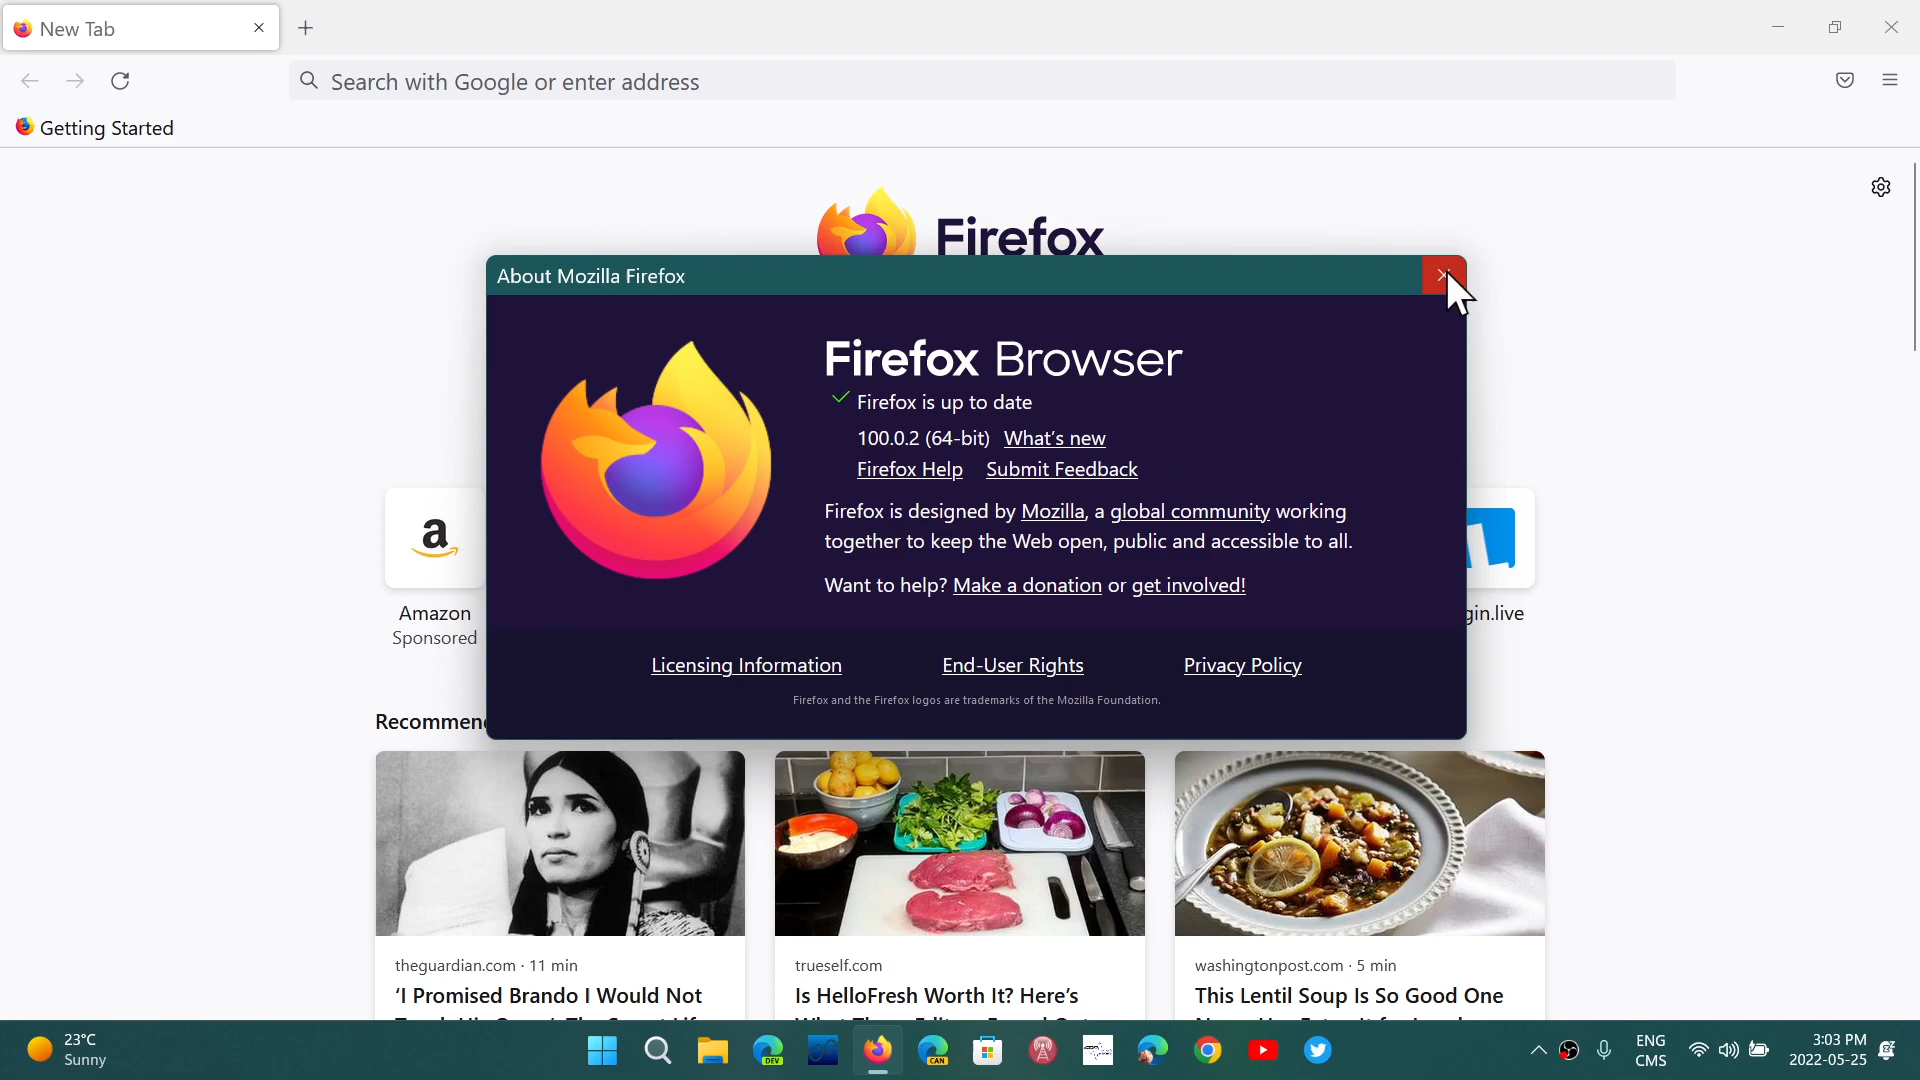 New Tab
Search with Google or enter address
Getting Started
Firefox
About Mozilla Firefox
Firefox Browser
Firefox is up to date
100.0.2 (64-bit) What's new
Firefox Help Submit Feedback
Firefox is designed by Mozilla, a global community working
together to keep the Web open, public and accessible to all.
Want to help? Make a donation or get involved!
Licensing Information End-User Rights Privacy Policy
Firefox and the Firefox logos are trademarks of the Mozilla Foundation.
a
Amazon
Sponsored
gin.live
Recommen
theguardian.com · 11 min
'I Promised Brando I Would Not
trueself.com
Is HelloFresh Worth It? Here's
washingtonpost.com · 5 min
This Lentil Soup Is So Good One
23°C
Sunny
DEV
CAN
ENG
CMS
3:03 PM
2022-05-25